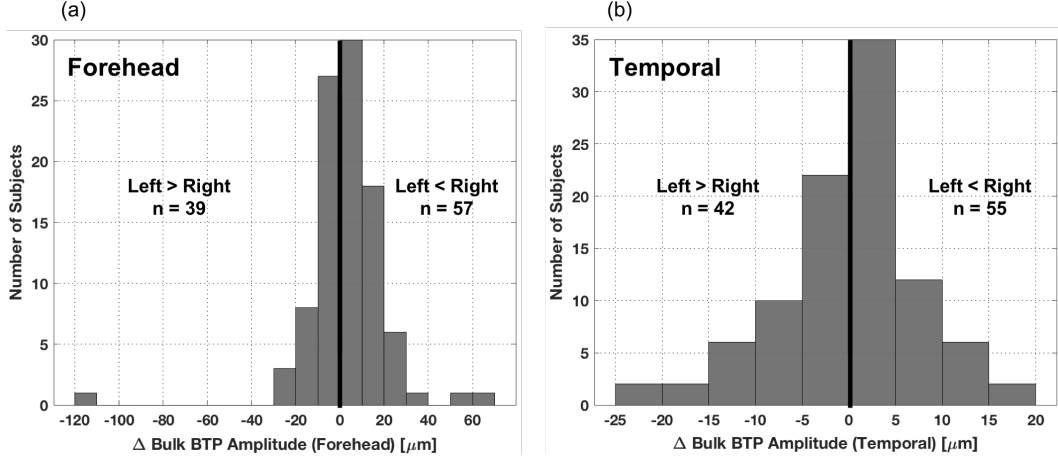 (a)
Forehead
Number of Subjects
30
25
20
15
10
5
0
Left > Right
n = 39
Left < Right
n = 57
-120 -100 -80 -60 -40 -20 0 20 40 60
Δ Bulk BTP Amplitude (Forehead) [μm]
(b)
Temporal
Number of Subjects
35
30
25
20
15
10
5
0
Left > Right
n = 42
Left < Right
n = 55
-25 -20 -15 -10 -5 0 5 10 15 20
Δ Bulk BTP Amplitude (Temporal) [μm]